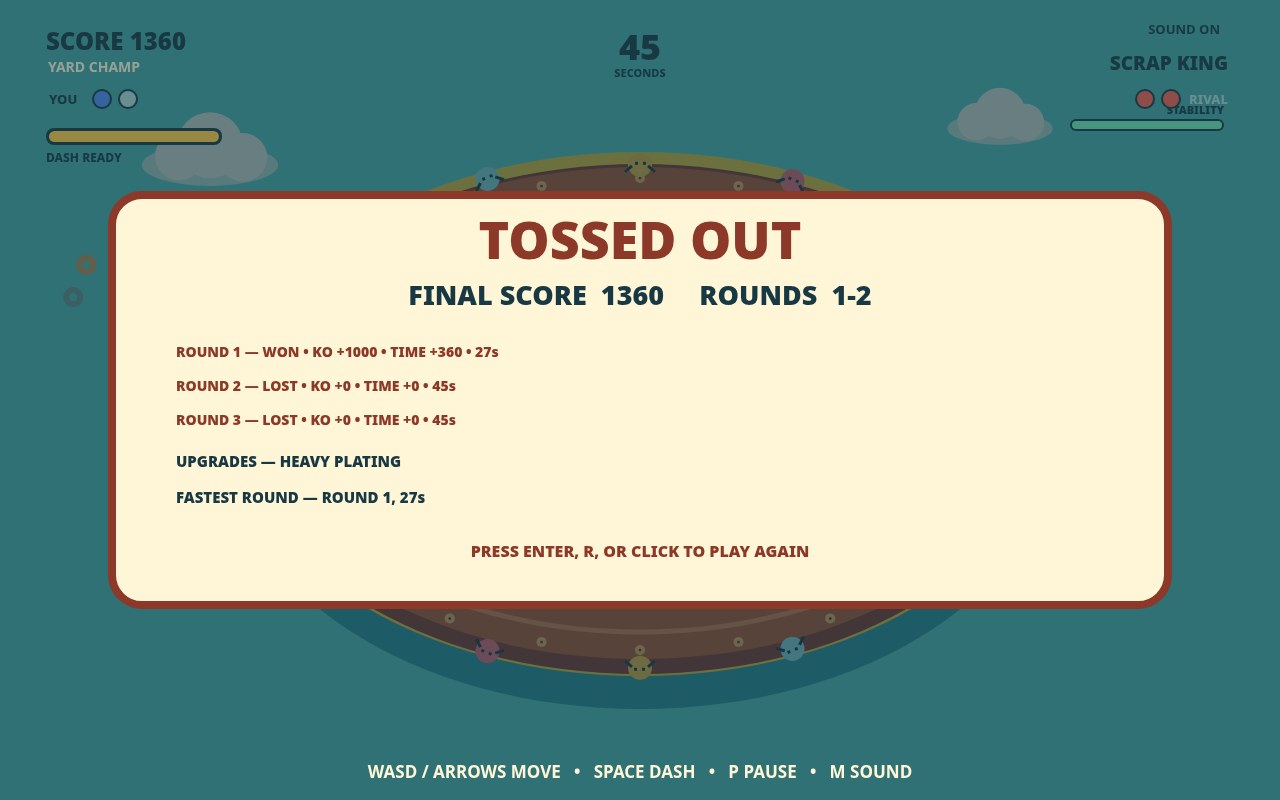 SCORE 1360
YARD CHAMP
YOU
DASH READY
45
SECONDS
SOUND ON
SCRAP KING
RIVAL
STABILITY
TOSSED OUT
FINAL SCORE 1360 ROUNDS 1-2
ROUND 1 — WON • KO +1000 • TIME +360 • 27s
ROUND 2 — LOST • KO +0 • TIME +0 • 45s
ROUND 3 — LOST • KO +0 • TIME +0 • 45s
UPGRADES — HEAVY PLATING
FASTEST ROUND — ROUND 1, 27s
PRESS ENTER, R, OR CLICK TO PLAY AGAIN
WASD / ARROWS MOVE • SPACE DASH • P PAUSE • M SOUND